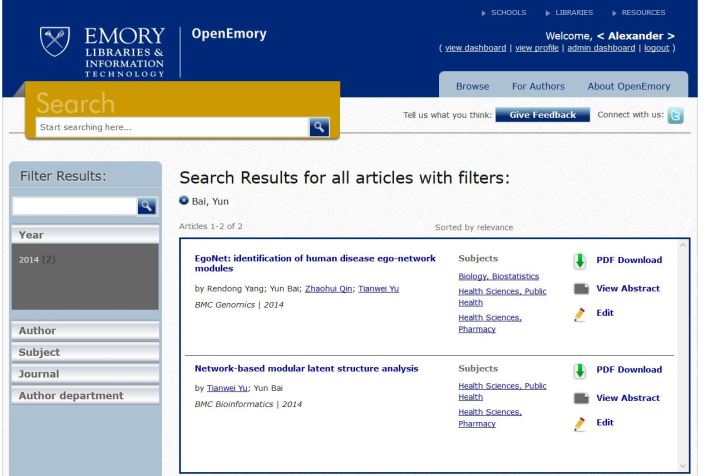 SCHOOLS LIBRARIES RESOURCES
EMORY
LIBRARIES &
INFORMATION
TECHNOLOGY
OpenEmory
Welcome, < Alexander >
( view dashboard | view profile | admin dashboard | logout )
Browse For Authors About OpenEmory
Search
Start searching here...
Tell us what you think: Give Feedback Connect with us:
Filter Results:
Year
2014 (2)
Author
Subject
Journal
Author department
Search Results for all articles with filters:
Bai, Yun
Articles 1-2 of 2 Sorted by relevance
EgoNet: identification of human disease ego-network
modules
by Rendong Yang; Yun Bai; Zhaohui Qin; Tianwei Yu
BMC Genomics | 2014
Subjects
Biology, Biostatistics
Health Sciences, Public
Health
Health Sciences,
Pharmacy
PDF Download
View Abstract
Edit
Network-based modular latent structure analysis
by Tianwei Yu; Yun Bai
BMC Bioinformatics | 2014
Subjects
Health Sciences, Public
Health
Health Sciences,
Pharmacy
PDF Download
View Abstract
Edit